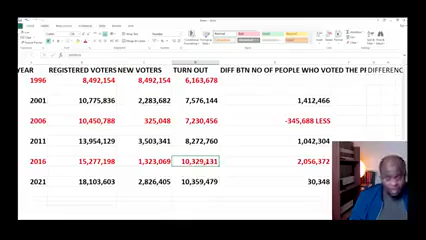 YEAR REGISTERED VOTERS NEW VOTERS TURN OUT DIFF BTN NO OF PEOPLE WHO VOTED THE PR DIFFERENC
1996 8,492,154 8,492,154 6,163,678
2001 10,775,836 2,283,682 7,576,144 1,412,466
2006 10,450,788 325,048 7,230,456 -345,688 LESS
2011 13,954,129 3,503,341 8,272,760 1,042,304
2016 15,277,198 1,323,069 10,329,131 2,056,372
2021 18,103,603 2,826,405 10,359,479 30,348